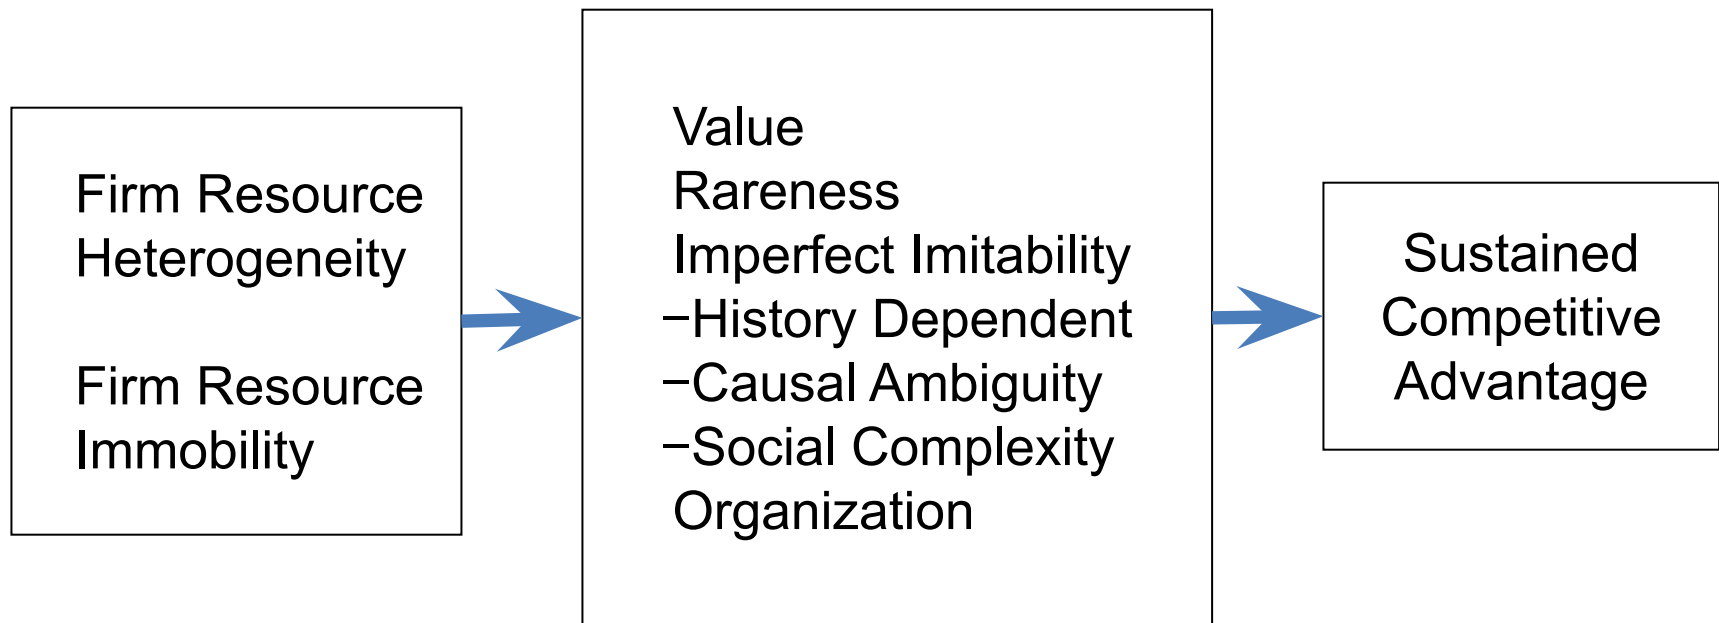 Firm Resource
Heterogeneity
Firm Resource
Immobility
Value
Rareness
Imperfect Imitability
−History Dependent
−Causal Ambiguity
−Social Complexity
Organization
Sustained
Competitive
Advantage